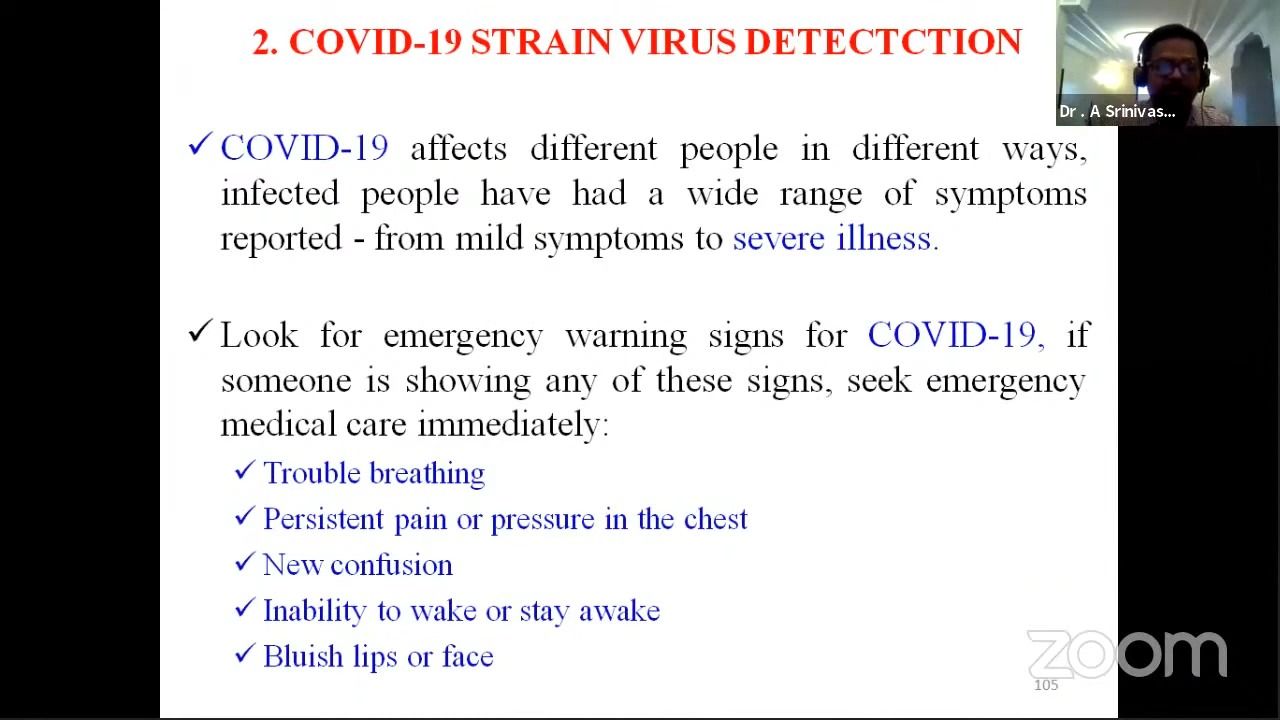 2. COVID-19 STRAIN VIRUS DETECTCTION
Dr . A Srinivas...
✓ COVID-19 affects different people in different ways,
infected people have had a wide range of symptoms
reported - from mild symptoms to severe illness.
✓ Look for emergency warning signs for COVID-19, if
someone is showing any of these signs, seek emergency
medical care immediately:
✓ Trouble breathing
✓ Persistent pain or pressure in the chest
✓ New confusion
✓ Inability to wake or stay awake
✓ Bluish lips or face
zoom
105